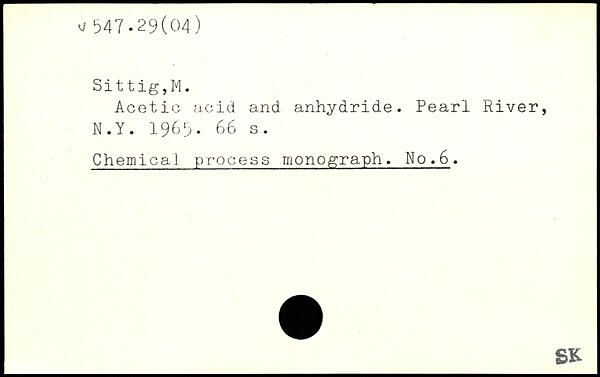 v 547.29(04)
Sittig,M.
Acetic acid and anhydride. Pearl River,
N.Y. 1965. 66 s.
Chemical process monograph. No.6.
SK